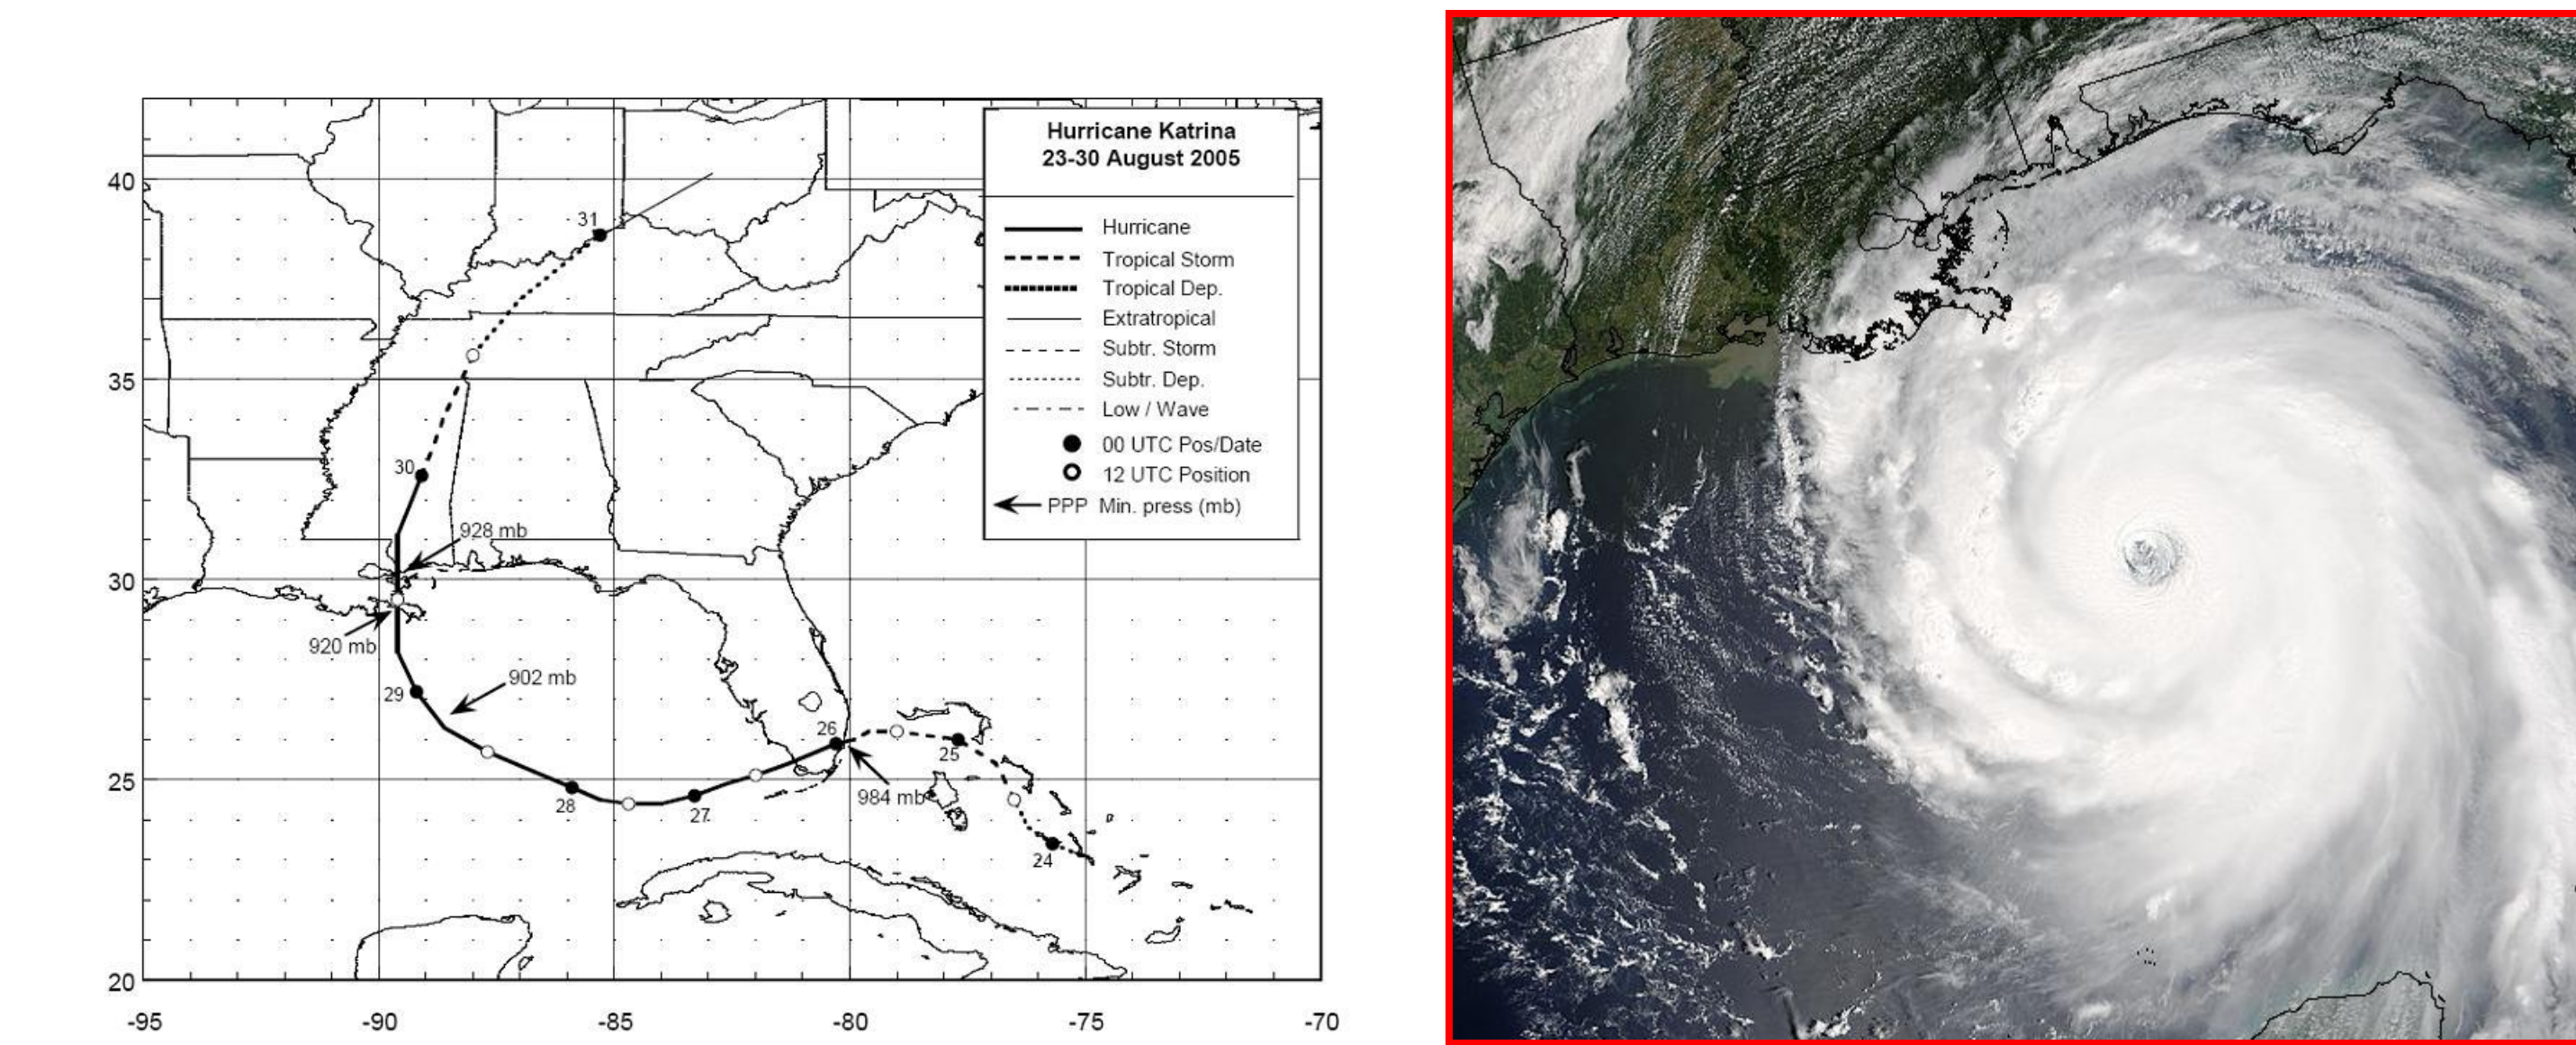 Hurricane Katrina
23-30 August 2005
Hurricane
Tropical Storm
Tropical Dep.
Extratropical
Subtr. Storm
Subtr. Dep.
Low / Wave
00 UTC Pos/Date
12 UTC Position
PPP Min. press (mb)
40
35
30
25
20
-95
-90
-85
-80
-75
-70
31
30
928 mb
920 mb
29
902 mb
28
27
26
984 mb
25
24